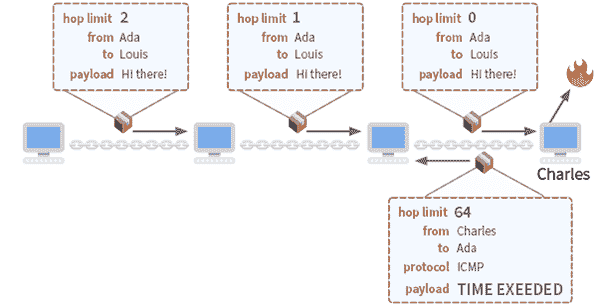 hop limit 2
from Ada
to Louis
payload HI there!
hop limit 1
from Ada
to Louis
payload HI there!
hop limit 0
from Ada
to Louis
payload HI there!
Charles
hop limit 64
from Charles
to Ada
protocol ICMP
payload TIME EXEEDED